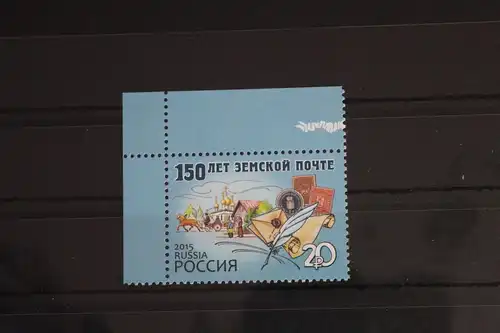 150 ЛЕТ ЗЕМСКОЙ ПОЧТЕ
2015
RUSSIA
РОССИЯ
20 р